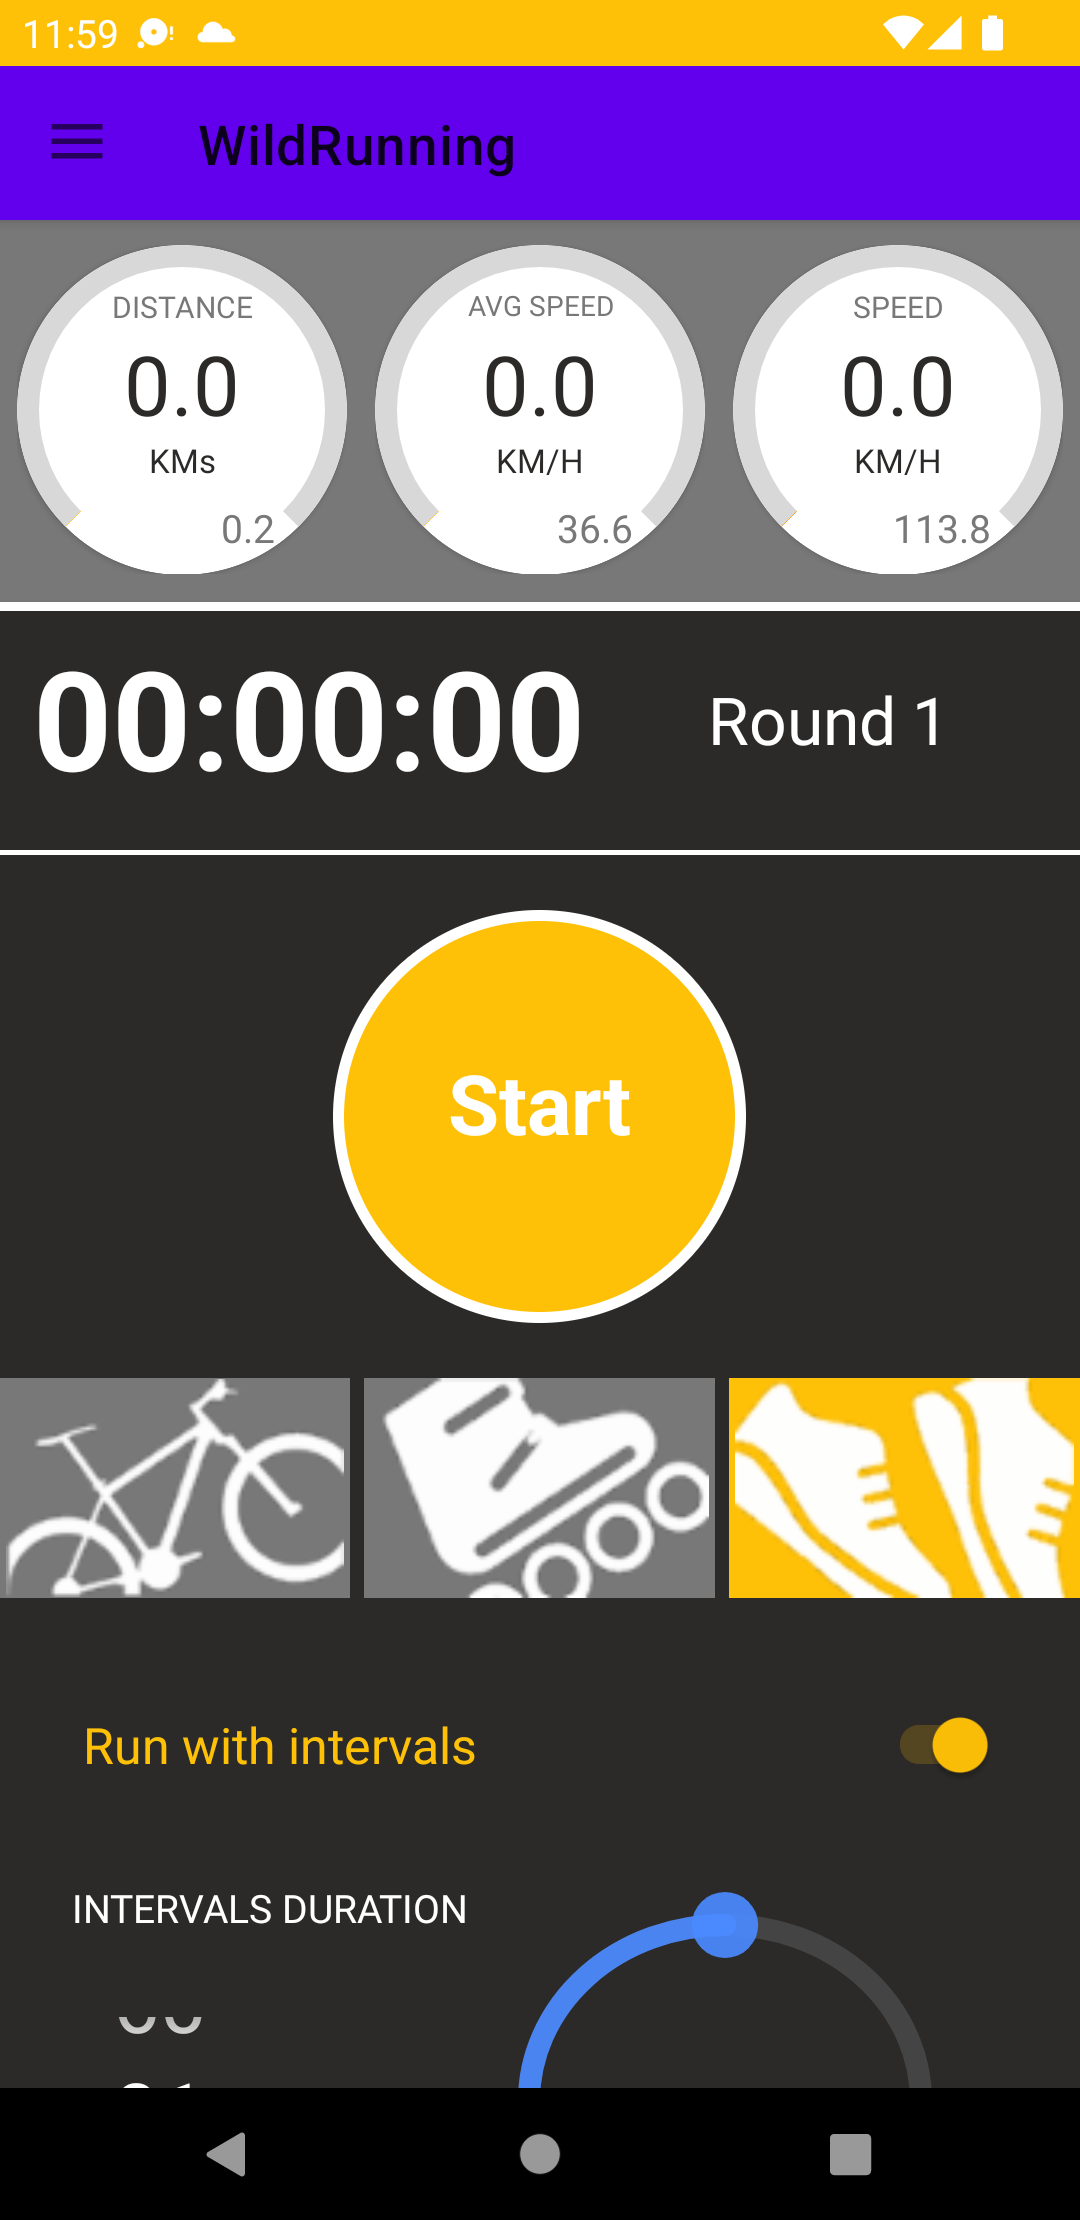 11:59
WildRunning
DISTANCE
0.0
KMs
0.2
AVG SPEED
0.0
KM/H
36.6
SPEED
0.0
KM/H
113.8
00:00:00
Round 1
Start
Run with intervals
INTERVALS DURATION